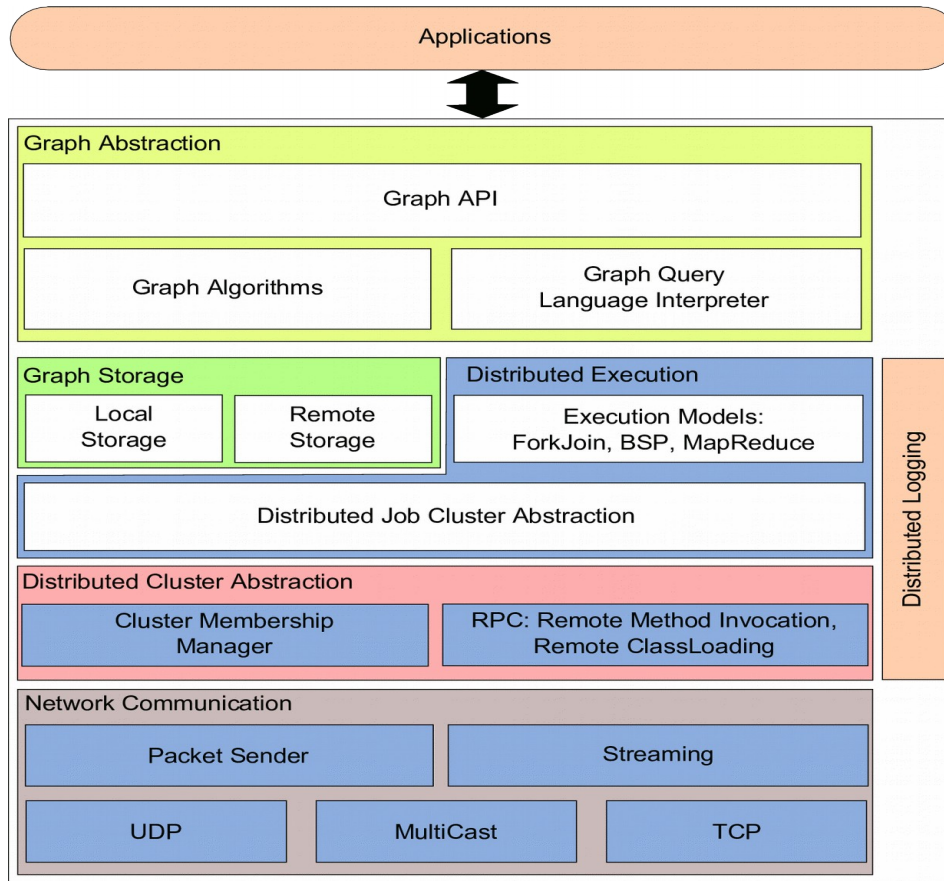 Applications
Graph Abstraction
Graph API
Graph Algorithms
Graph Query
Language Interpreter
Graph Storage
Local
Storage
Remote
Storage
Distributed Execution
Execution Models:
ForkJoin, BSP, MapReduce
Distributed Job Cluster Abstraction
Distributed Logging
Distributed Cluster Abstraction
Cluster Membership
Manager
RPC: Remote Method Invocation,
Remote ClassLoading
Network Communication
Packet Sender
Streaming
UDP
MultiCast
TCP